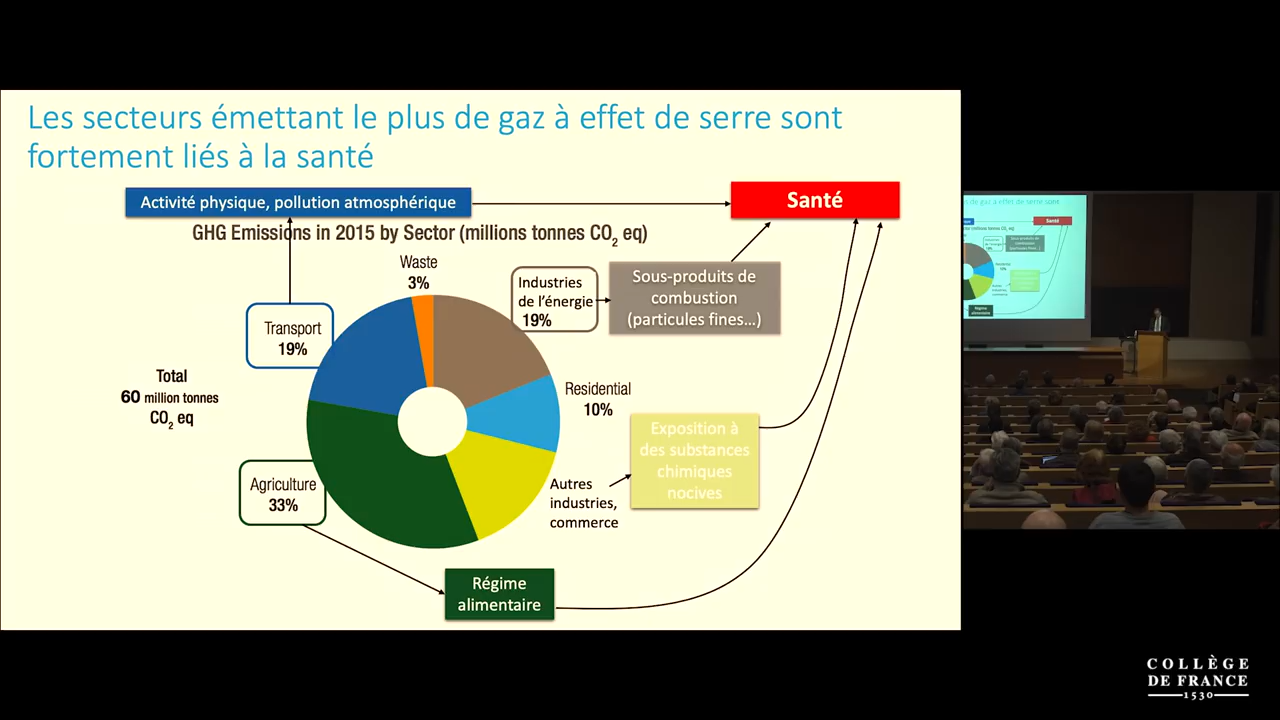 Les secteurs émettant le plus de gaz à effet de serre sont
fortement liés à la santé
Activité physique, pollution atmosphérique
Santé
GHG Emissions in 2015 by Sector (millions tonnes CO₂ eq)
Waste
3%
Industries
de l'énergie
19%
Sous-produits de
combustion
(particules fines…)
Transport
19%
Total
60 million tonnes
CO₂ eq
Residential
10%
Exposition à
des substances
chimiques
nocives
Autres
industries,
commerce
Agriculture
33%
Régime
alimentaire
COLLÈGE
DE FRANCE
1530